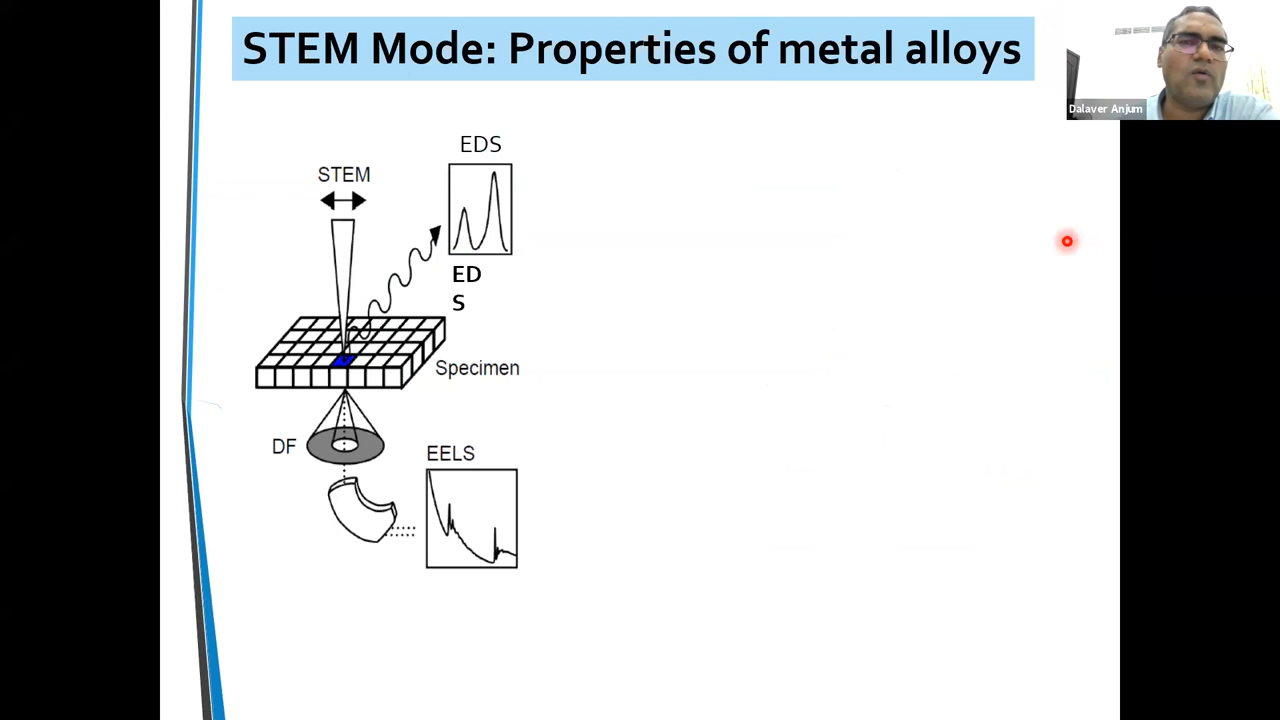 STEM Mode: Properties of metal alloys
Dalaver Anjum
EDS
STEM
ED
S
Specimen
DF
EELS